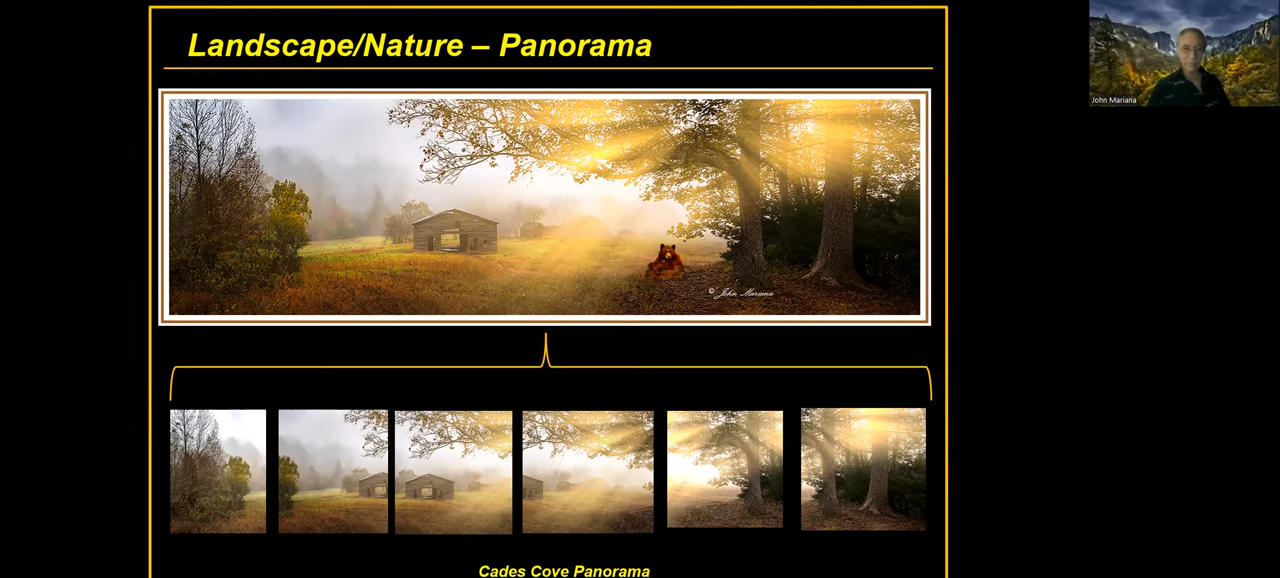 Landscape/Nature – Panorama
John Mariana
© John Mariana
Cades Cove Panorama